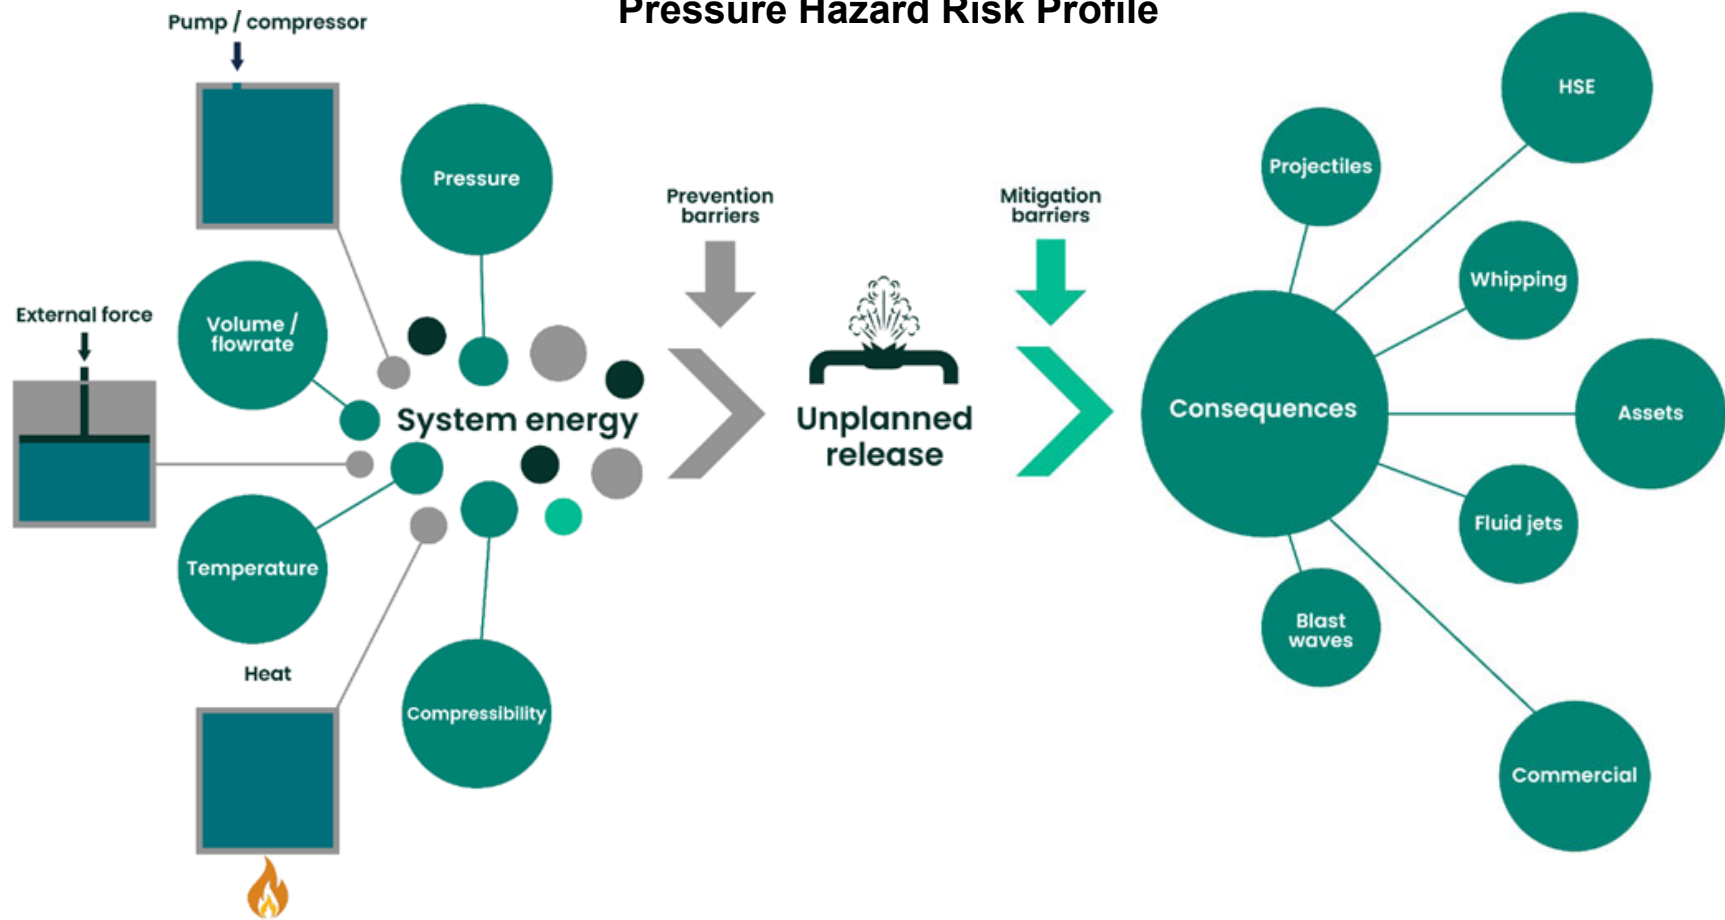 Pressure Hazard Risk Profile
Pump / compressor
Pressure
External force
Volume /
flowrate
System energy
Temperature
Heat
Compressibility
Prevention
barriers
Unplanned
release
Mitigation
barriers
Consequences
Projectiles
HSE
Whipping
Assets
Fluid jets
Blast
waves
Commercial